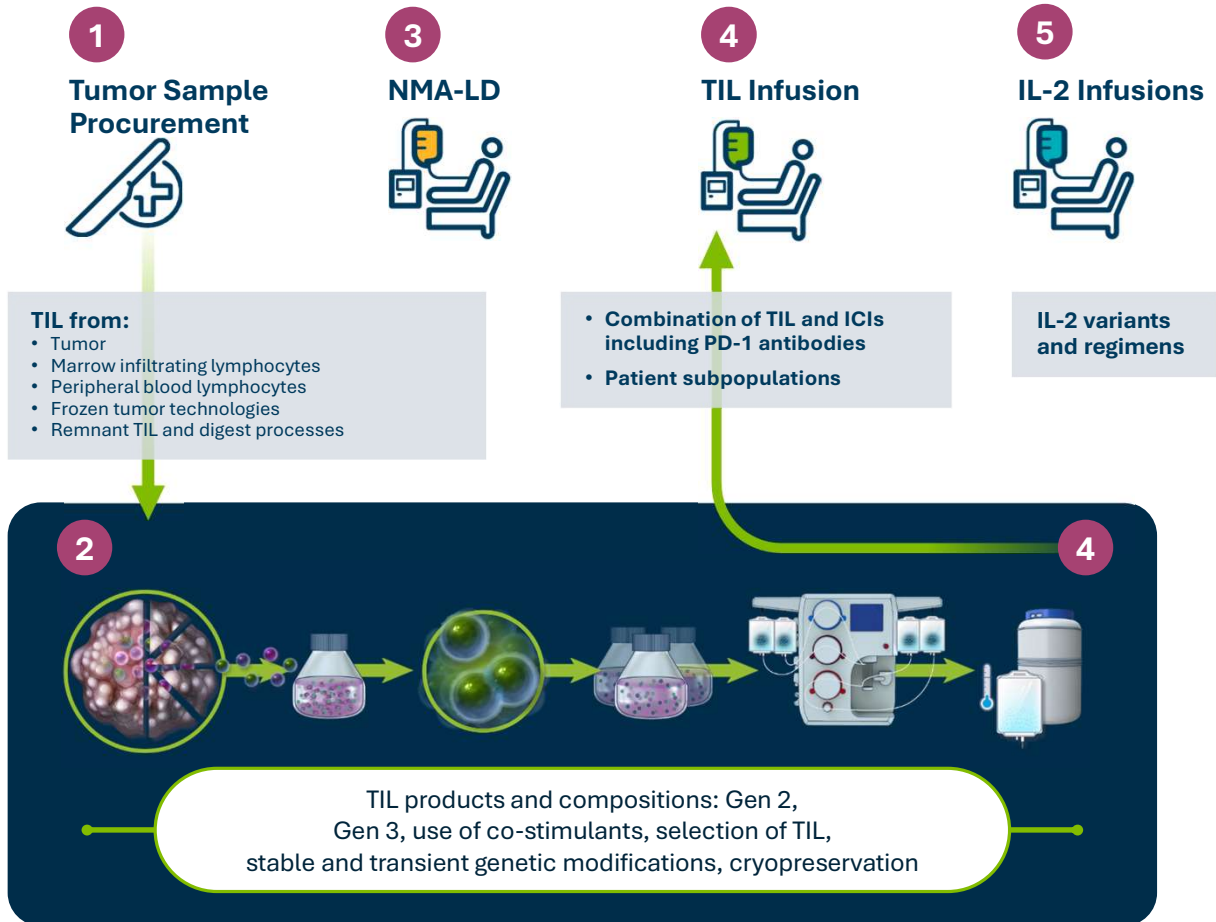 1
Tumor Sample
Procurement
3
NMA-LD
4
TIL Infusion
5
IL-2 Infusions
TIL from:
• Tumor
• Marrow infiltrating lymphocytes
• Peripheral blood lymphocytes
• Frozen tumor technologies
• Remnant TIL and digest processes
• Combination of TIL and ICIs
including PD-1 antibodies
• Patient subpopulations
IL-2 variants
and regimens
2
4
TIL products and compositions: Gen 2,
Gen 3, use of co-stimulants, selection of TIL,
stable and transient genetic modifications, cryopreservation